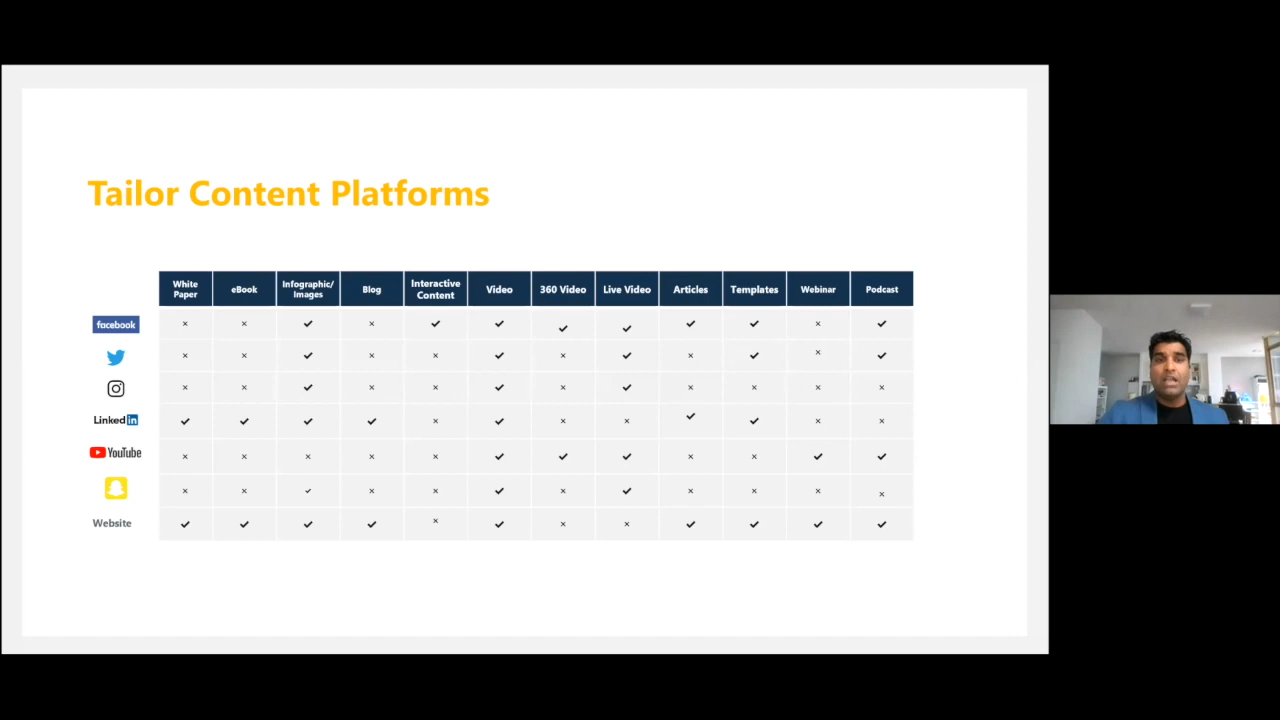 Tailor Content Platforms
White Paper eBook Infographic/ Images Blog Interactive Content Video 360 Video Live Video Articles Templates Webinar Podcast
facebook × × ✓ × ✓ ✓ ✓ ✓ ✓ ✓ × ✓
× × ✓ × × ✓ × ✓ × ✓ × ✓
× × ✓ × × ✓ × ✓ × × × ×
Linkedin ✓ ✓ ✓ ✓ × ✓ × × ✓ ✓ × ×
YouTube × × × × × ✓ ✓ ✓ × × ✓ ✓
× × ✓ × × ✓ × ✓ × × × ×
Website ✓ ✓ ✓ ✓ × ✓ × × ✓ ✓ ✓ ✓